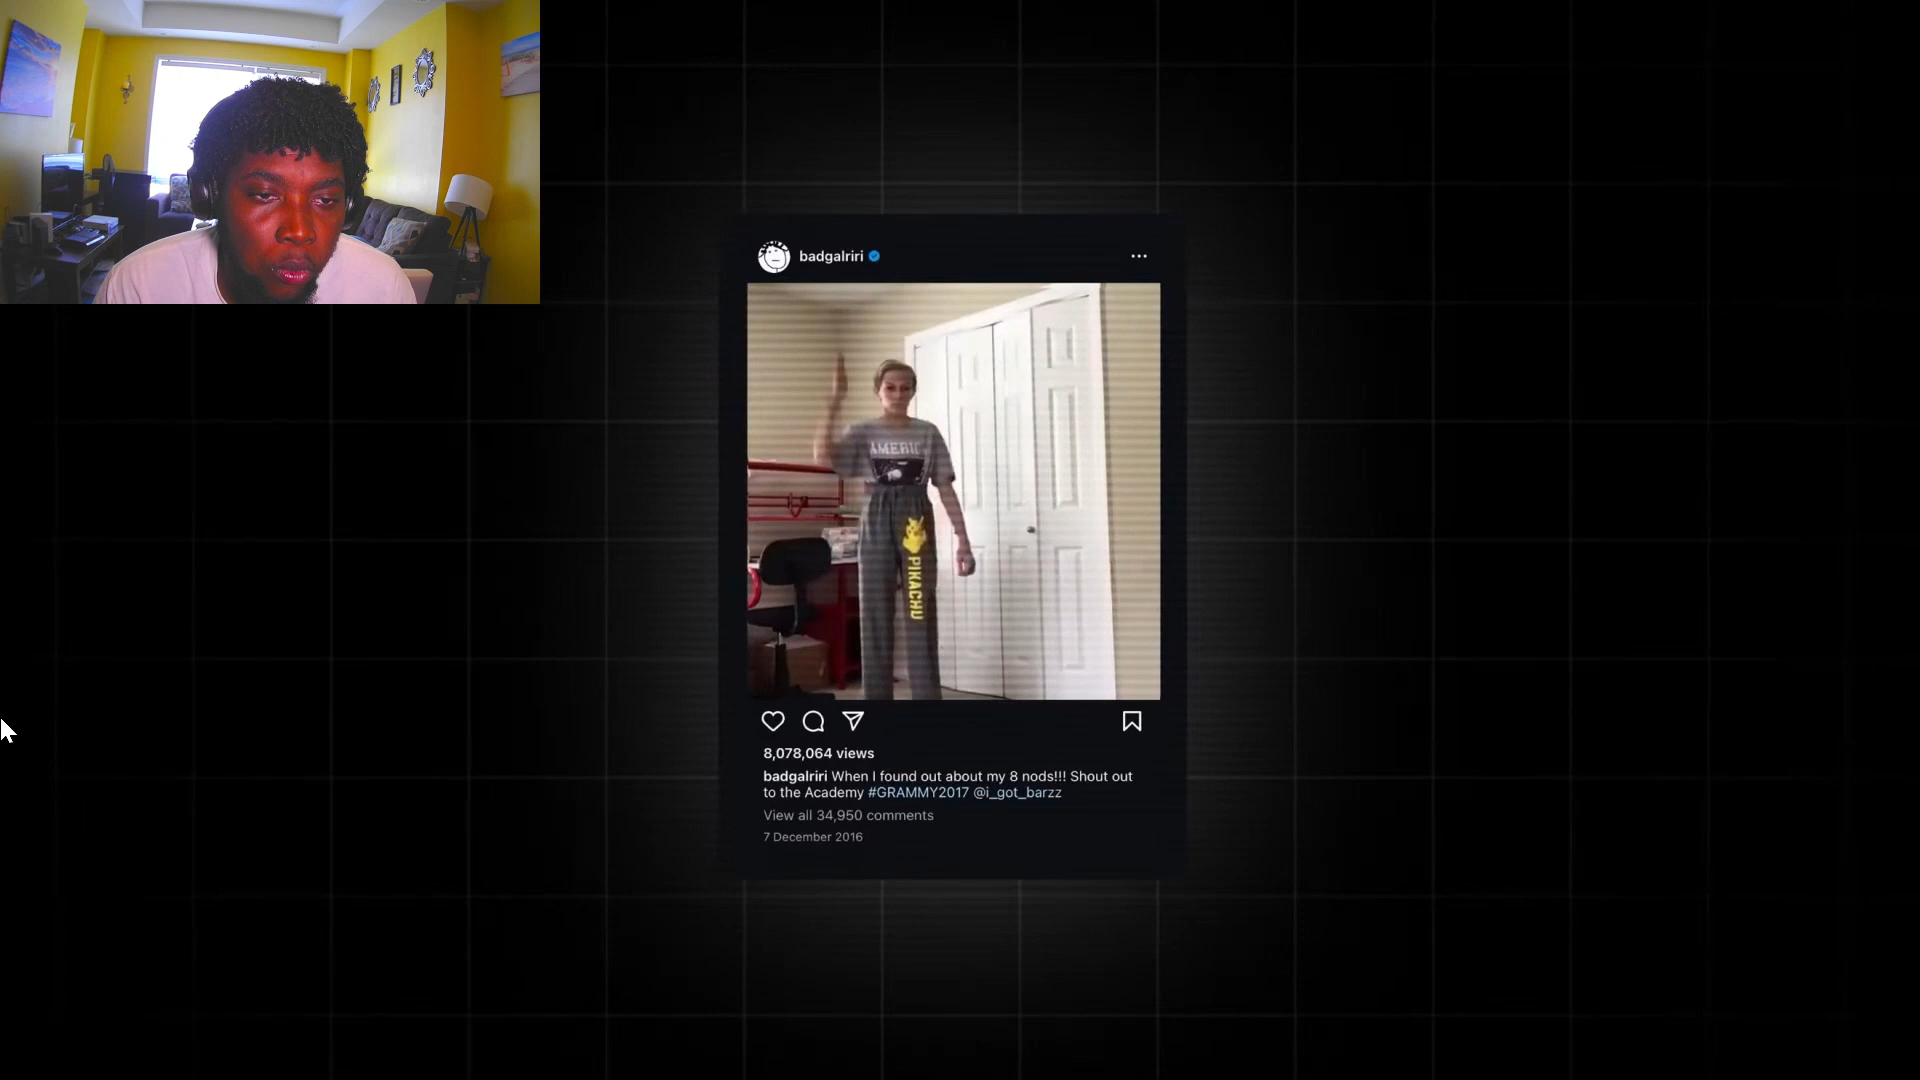 badgalriri
AMERIC
PIKACHU
8,078,064 views
badgalriri When I found out about my 8 nods!!! Shout out
to the Academy #GRAMMY2017 @i_got_barzz
View all 34,950 comments
7 December 2016